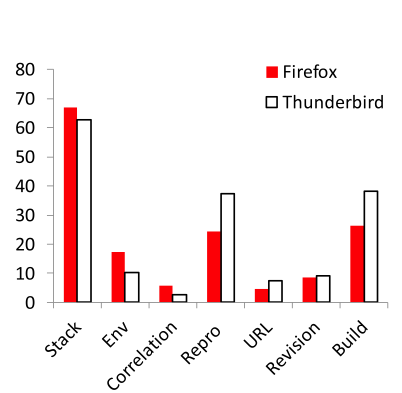 80
70
60
50
40
30
20
10
0
Firefox
Thunderbird
Stack
Env
Correlation
Repro
URL
Revision
Build